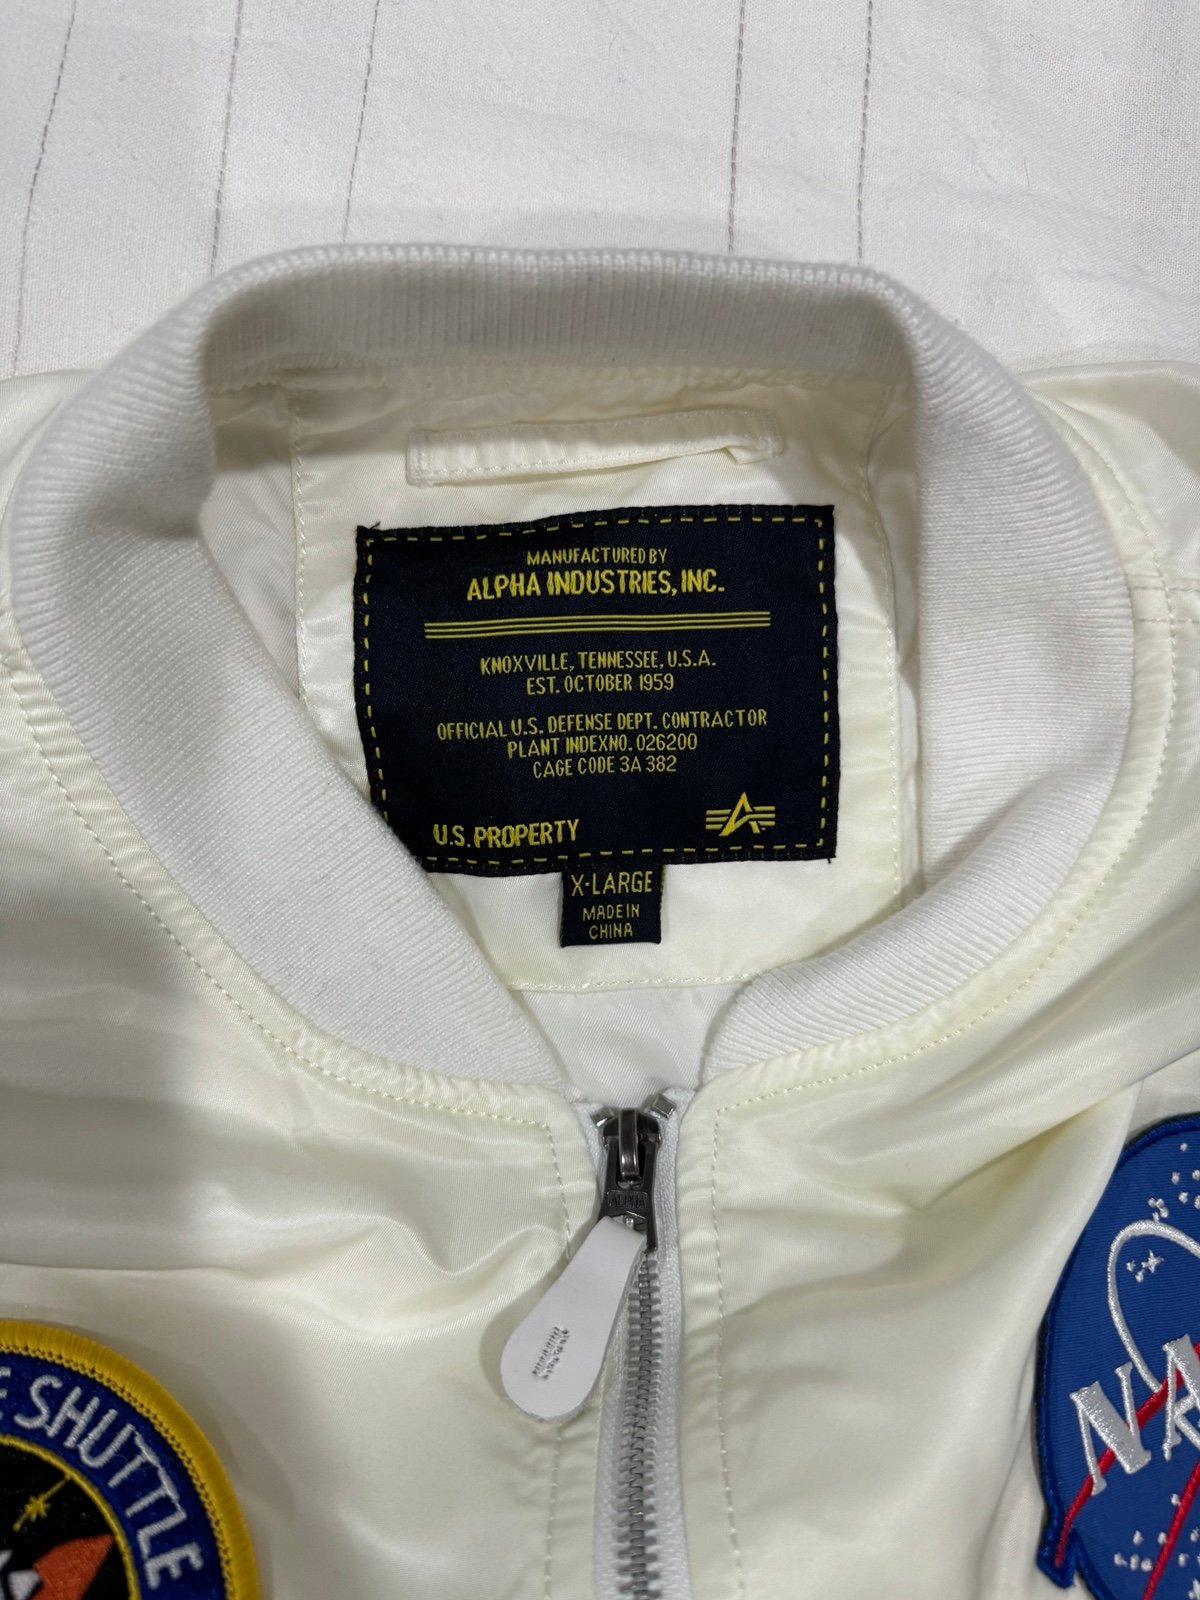 MANUFACTURED BY
ALPHA INDUSTRIES, INC.
KNOXVILLE, TENNESSEE, U.S.A.
EST. OCTOBER 1959
OFFICIAL U.S. DEFENSE DEPT. CONTRACTOR
PLANT INDEXNO. 026200
CAGE CODE 3A 382
U.S. PROPERTY
X-LARGE
MADE IN
CHINA
ALPHA
SHUTTLE